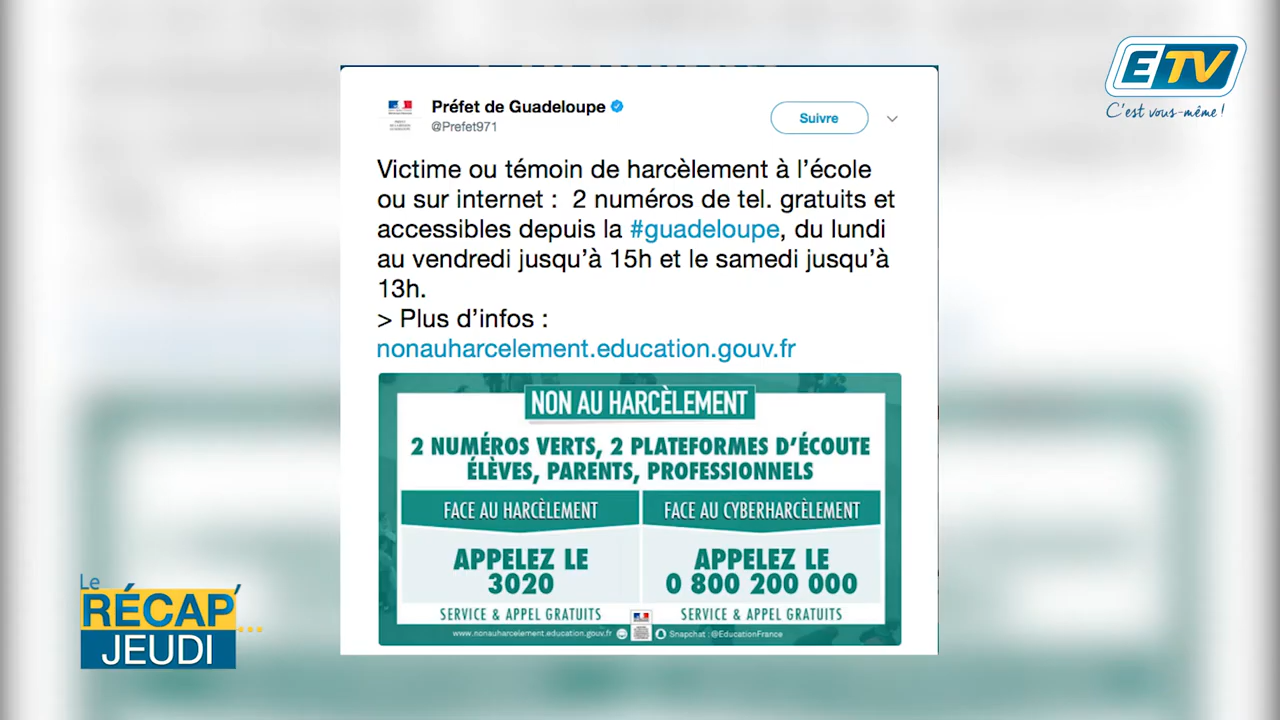 ETV
C'est vous-même !
Préfet de Guadeloupe
@Prefet971
Suivre
Victime ou témoin de harcèlement à l'école
ou sur internet : 2 numéros de tel. gratuits et
accessibles depuis la #guadeloupe, du lundi
au vendredi jusqu'à 15h et le samedi jusqu'à
13h.
> Plus d'infos :
nonauharcelement.education.gouv.fr
NON AU HARCÈLEMENT
2 NUMÉROS VERTS, 2 PLATEFORMES D'ÉCOUTE
ÉLÈVES, PARENTS, PROFESSIONNELS
FACE AU HARCÈLEMENT
APPELEZ LE
3020
SERVICE & APPEL GRATUITS
FACE AU CYBERHARCÈLEMENT
APPELEZ LE
0 800 200 000
SERVICE & APPEL GRATUITS
www.nonauharcelement.education.gouv.fr
Snapchat : @EducationFrance
Le
RÉCAP'...
JEUDI